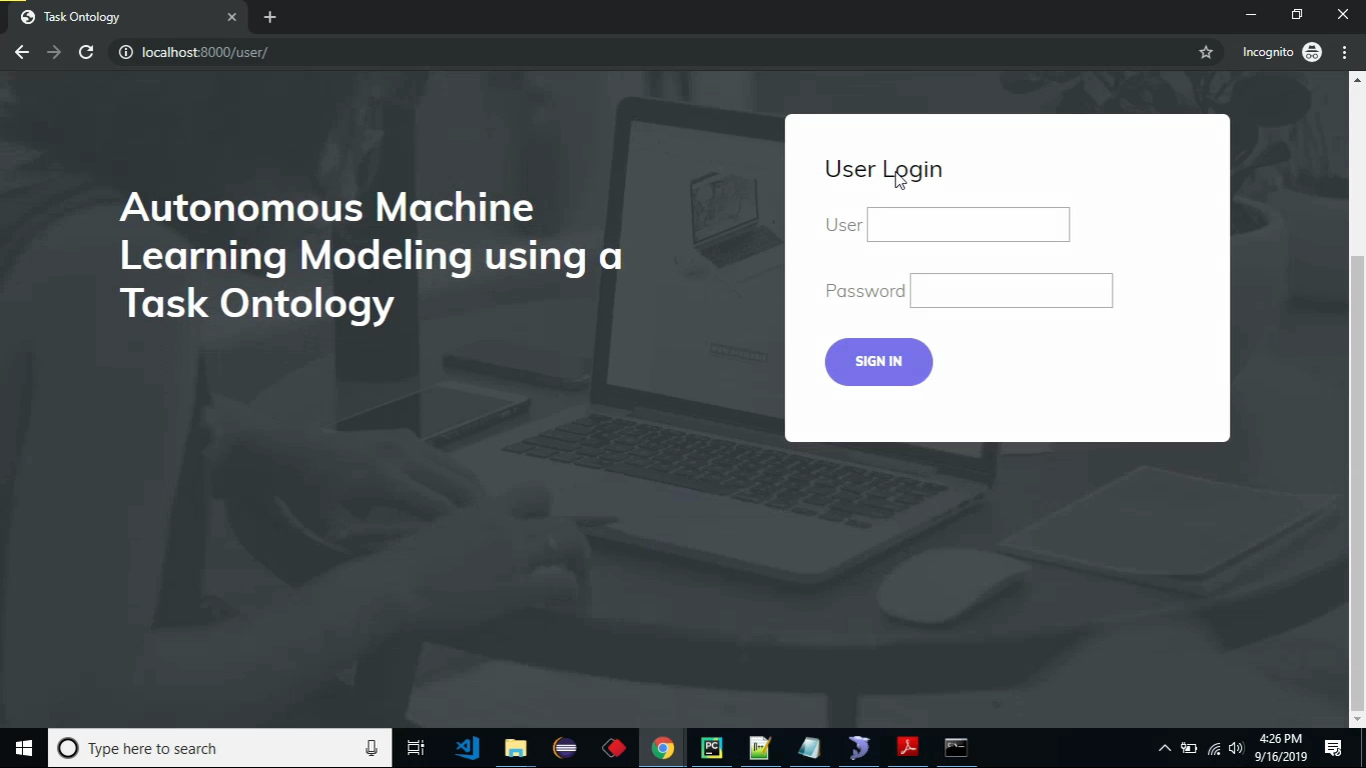 Task Ontology
localhost:8000/user/
Incognito
Autonomous Machine
Learning Modeling using a
Task Ontology
User Login
User
Password
SIGN IN
Type here to search
PC
4:26 PM
9/16/2019